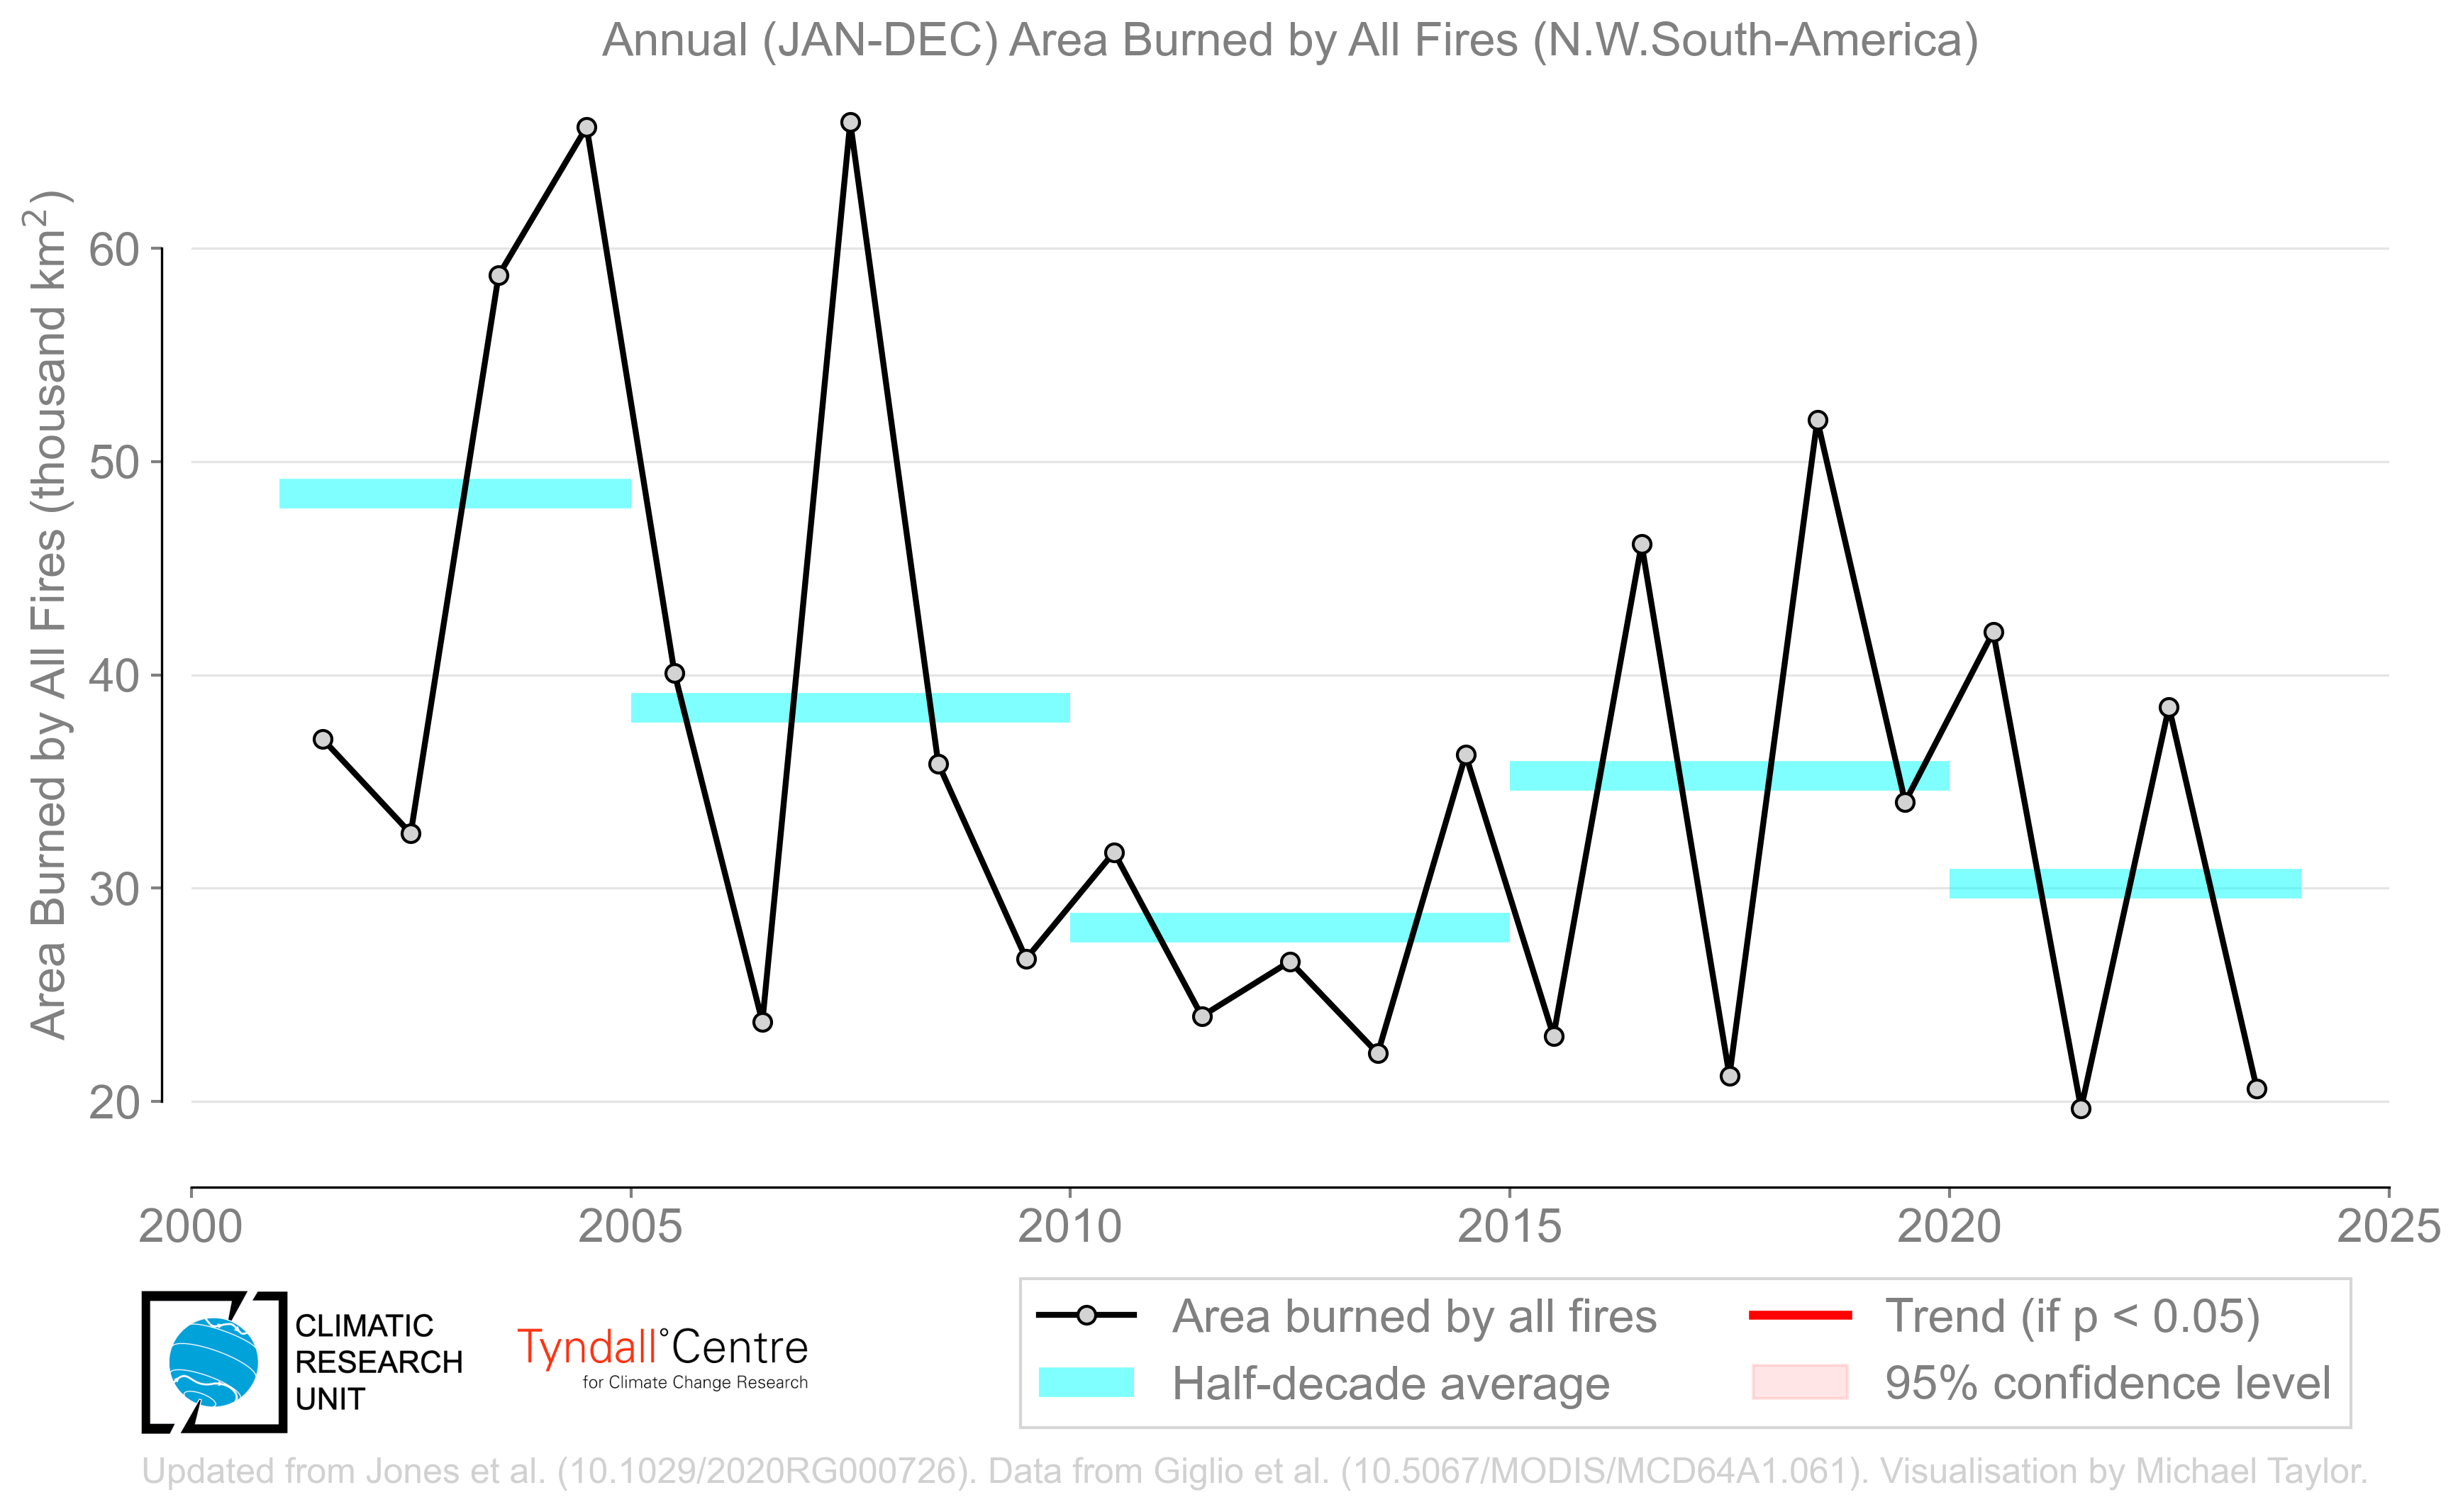 Annual (JAN-DEC) Area Burned by All Fires (N.W.South-America)
Area Burned by All Fires (thousand km²)
60
50
40
30
20
2000 2005 2010 2015 2020 2025
CLIMATIC
RESEARCH
UNIT
Tyndall°Centre
for Climate Change Research
Area burned by all fires
Half-decade average
Trend (if p < 0.05)
95% confidence level
Updated from Jones et al. (10.1029/2020RG000726). Data from Giglio et al. (10.5067/MODIS/MCD64A1.061). Visualisation by Michael Taylor.